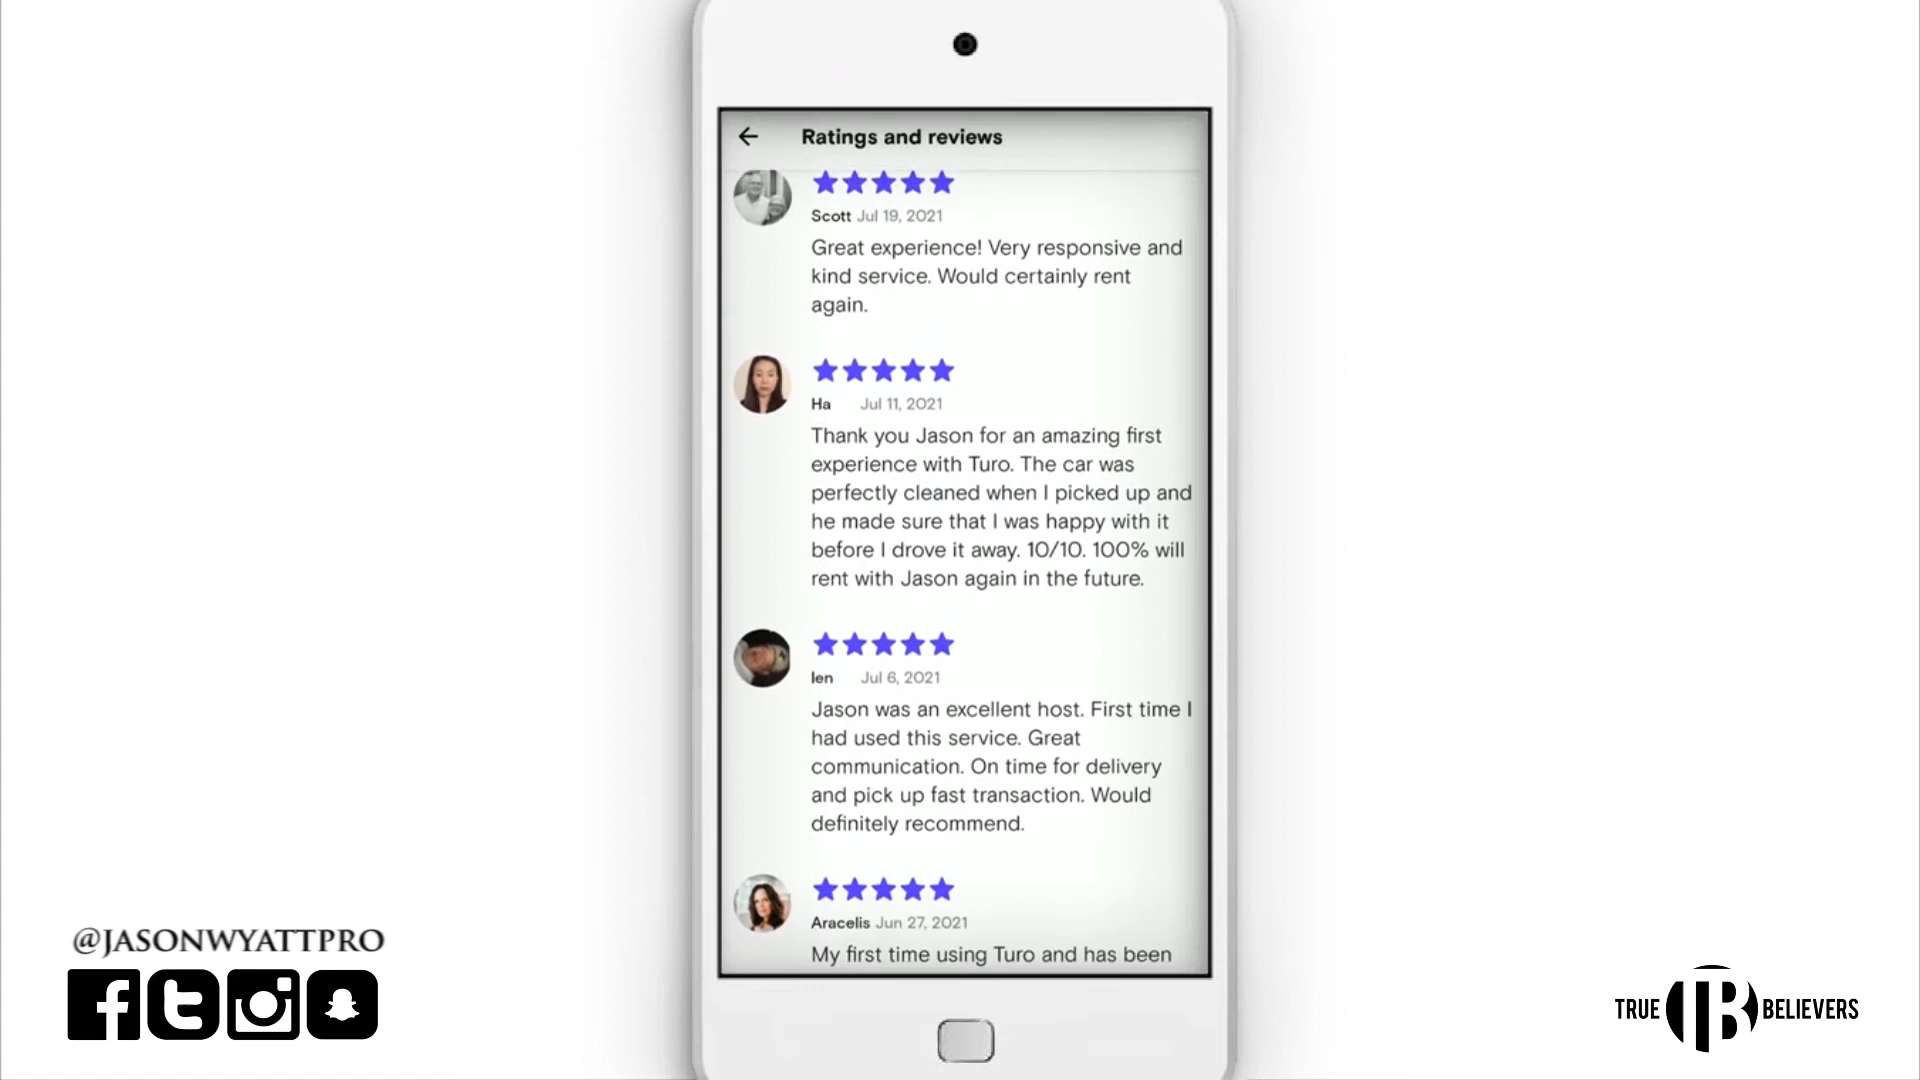 Ratings and reviews
Scott Jul 19, 2021
Great experience! Very responsive and
kind service. Would certainly rent
again.
Ha Jul 11, 2021
Thank you Jason for an amazing first
experience with Turo. The car was
perfectly cleaned when I picked up and
he made sure that I was happy with it
before I drove it away. 10/10. 100% will
rent with Jason again in the future.
len Jul 6, 2021
Jason was an excellent host. First time I
had used this service. Great
communication. On time for delivery
and pick up fast transaction. Would
definitely recommend.
Aracelis Jun 27, 2021
My first time using Turo and has been
@JASONWYATTPRO
TRUE TB BELIEVERS